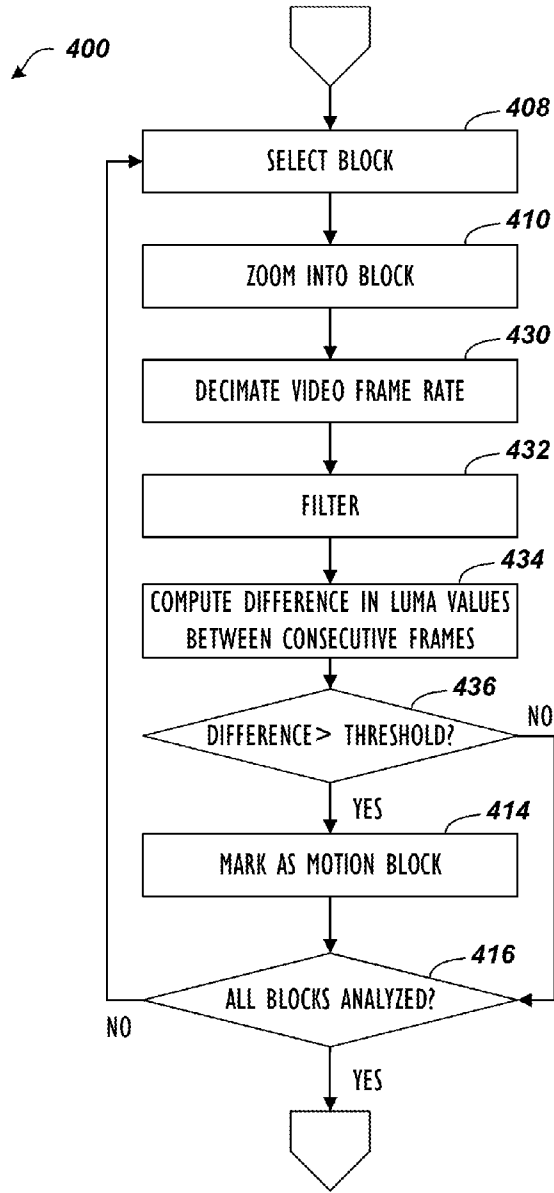 400
408
SELECT BLOCK
410
ZOOM INTO BLOCK
430
DECIMATE VIDEO FRAME RATE
432
FILTER
434
COMPUTE DIFFERENCE IN LUMA VALUES
BETWEEN CONSECUTIVE FRAMES
436
DIFFERENCE> THRESHOLD?
NO
YES
414
MARK AS MOTION BLOCK
416
ALL BLOCKS ANALYZED?
NO
YES